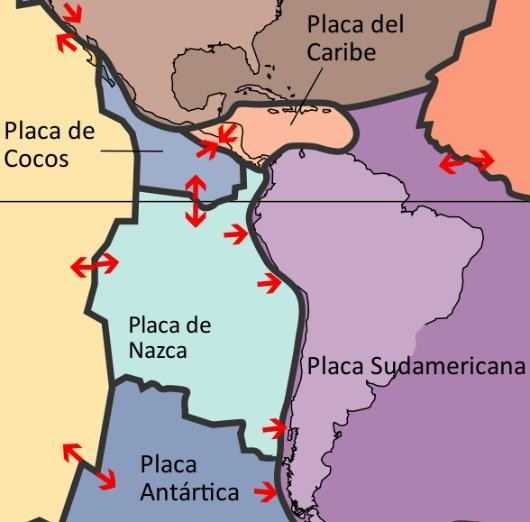 Placa del
Caribe
Placa de
Cocos
Placa de
Nazca
Placa Sudamericana
Placa
Antártica